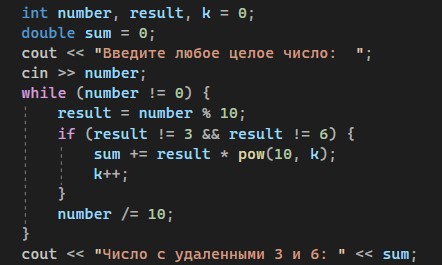 int number, result, k = 0;
double sum = 0;
cout << "Введите любое целое число:  ";
cin >> number;
while (number != 0) {
    result = number % 10;
    if (result != 3 && result != 6) {
        sum += result * pow(10, k);
        k++;
    }
    number /= 10;
}
cout << "Число с удаленными 3 и 6: " << sum;